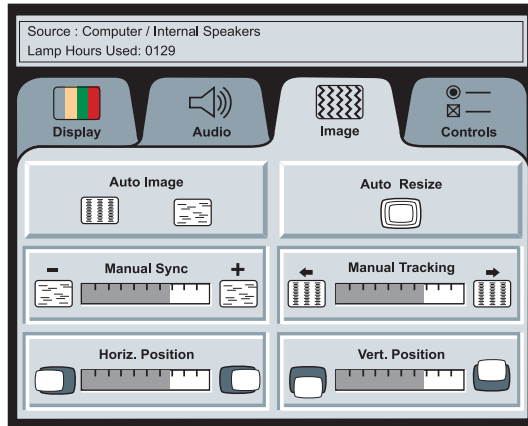 Source : Computer / Internal Speakers
Lamp Hours Used: 0129
Display Audio Image Controls
Auto Image Auto Resize
- Manual Sync + Manual Tracking
Horiz. Position Vert. Position